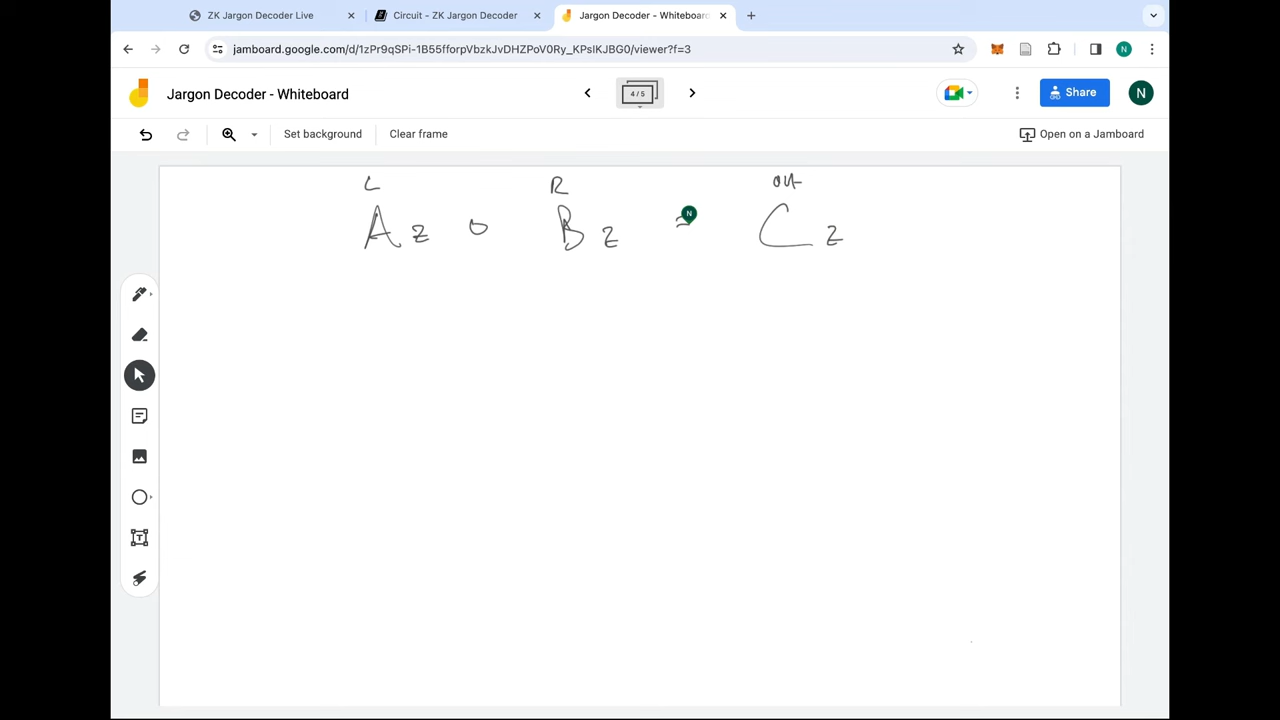 ZK Jargon Decoder Live
Circuit - ZK Jargon Decoder
Jargon Decoder - Whiteboard
jamboard.google.com/d/1zPr9qSPi-1B55fforpVbzkJvDHZPoV0Ry_KPsIKJBG0/viewer?f=3
N
Jargon Decoder - Whiteboard
4 / 5
Share
N
Set background
Clear frame
Open on a Jamboard
L R out
A z o B z = C z
N